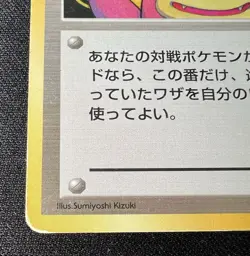 あなたの対戦ポケモンが
ドなら、この番だけ、
っていたワザを自分の
使ってよい。
Illus.Sumiyoshi Kizuki